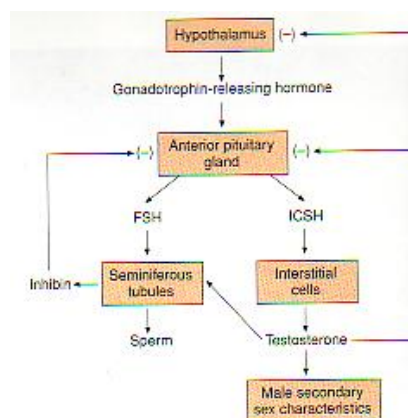 Hypothalamus (−)
Gonadotrophin-releasing hormone
(−) Anterior pituitary (−)
gland
FSH ICSH
Inhibin Seminiferous Interstitial
tubules cells
Sperm Testosterone
Male secondary
sex characteristics